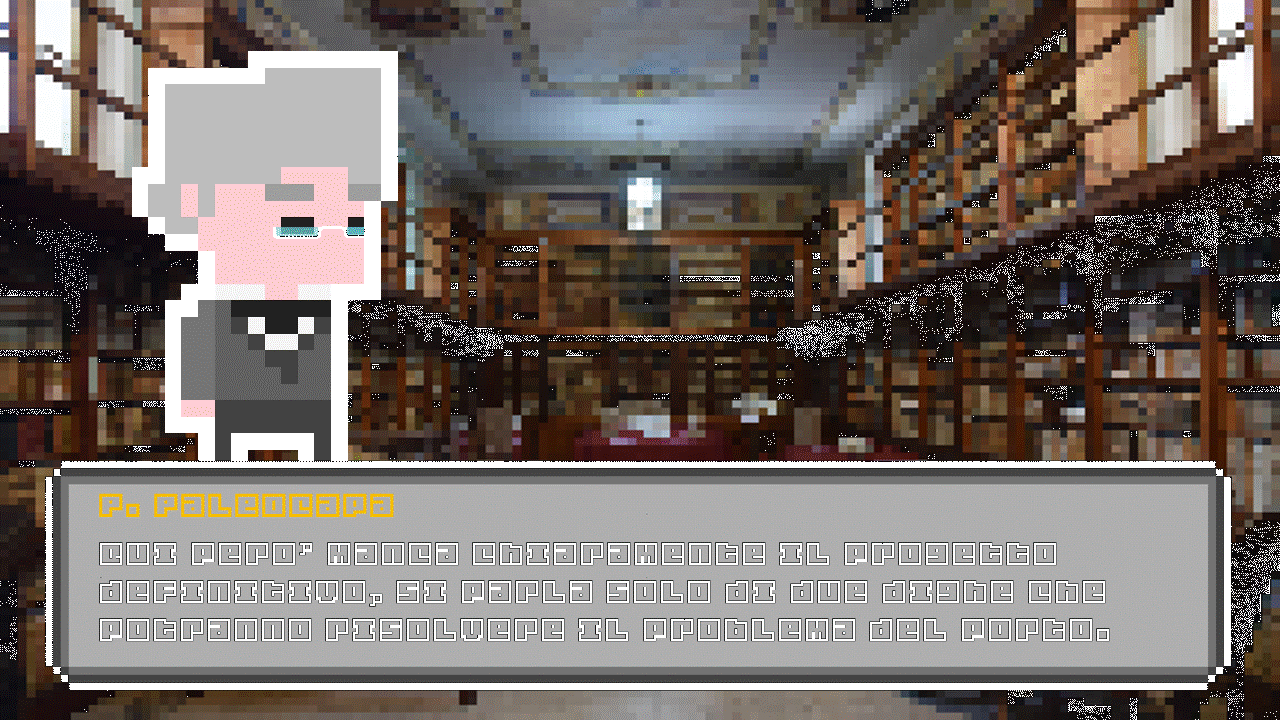 P. PALEOCAPA
QUI PERO' MANCA CHIARAMENTE IL PROGETTO
DEFINITIVO, SI PARLA SOLO DI DUE DIGHE CHE
POTRANNO RISOLVERE IL PROBLEMA DEL PORTO.